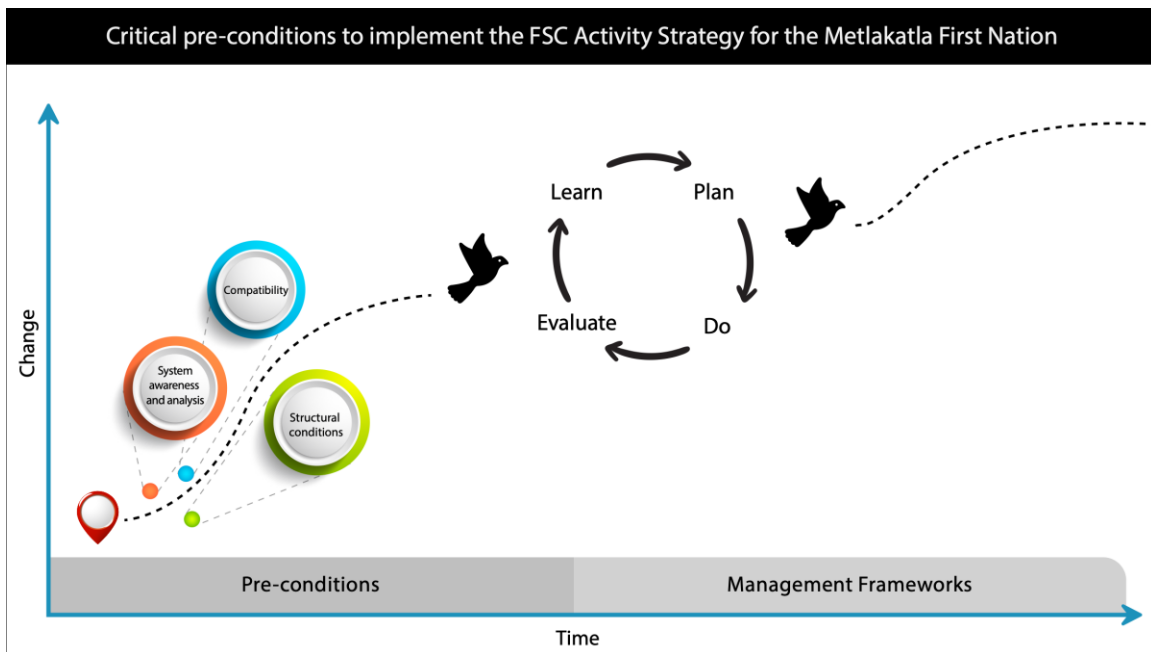 Critical pre-conditions to implement the FSC Activity Strategy for the Metlakatla First Nation
Change
Compatibility
System
awareness
and analysis
Structural
conditions
Learn
Plan
Evaluate
Do
Pre-conditions
Management Frameworks
Time